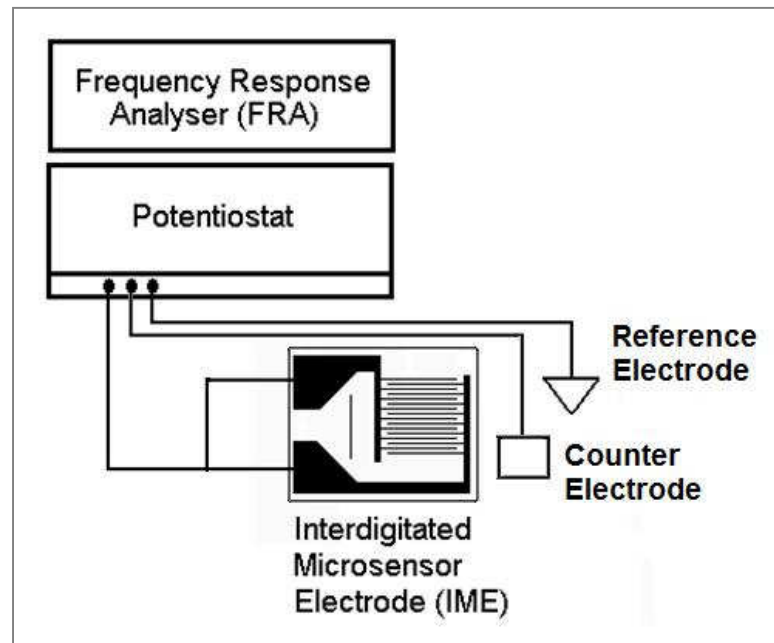 Frequency Response
Analyser (FRA)
Potentiostat
Reference
Electrode
Counter
Electrode
Interdigitated
Microsensor
Electrode (IME)